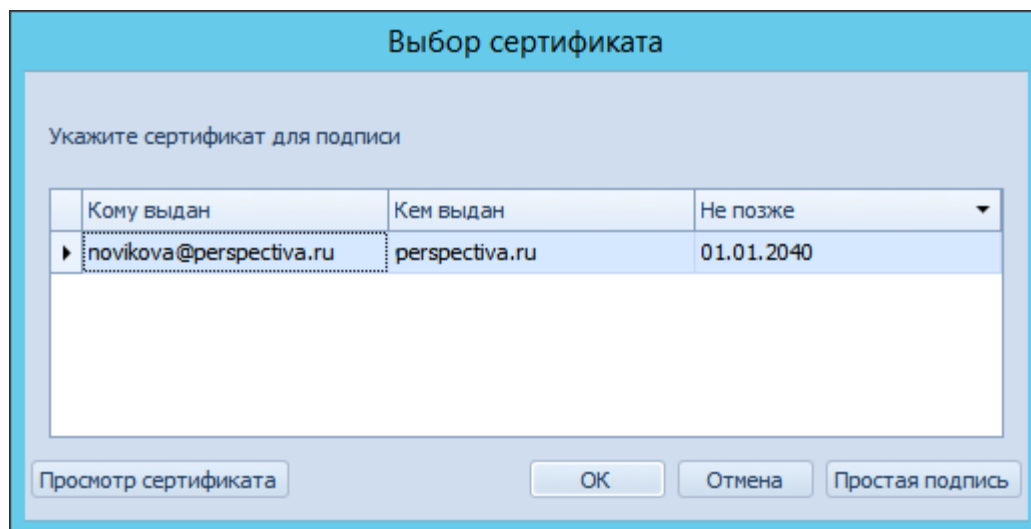 Выбор сертификата
Укажите сертификат для подписи
Кому выдан Кем выдан Не позже
novikova@perspectiva.ru perspectiva.ru 01.01.2040
Просмотр сертификата ОК Отмена Простая подпись